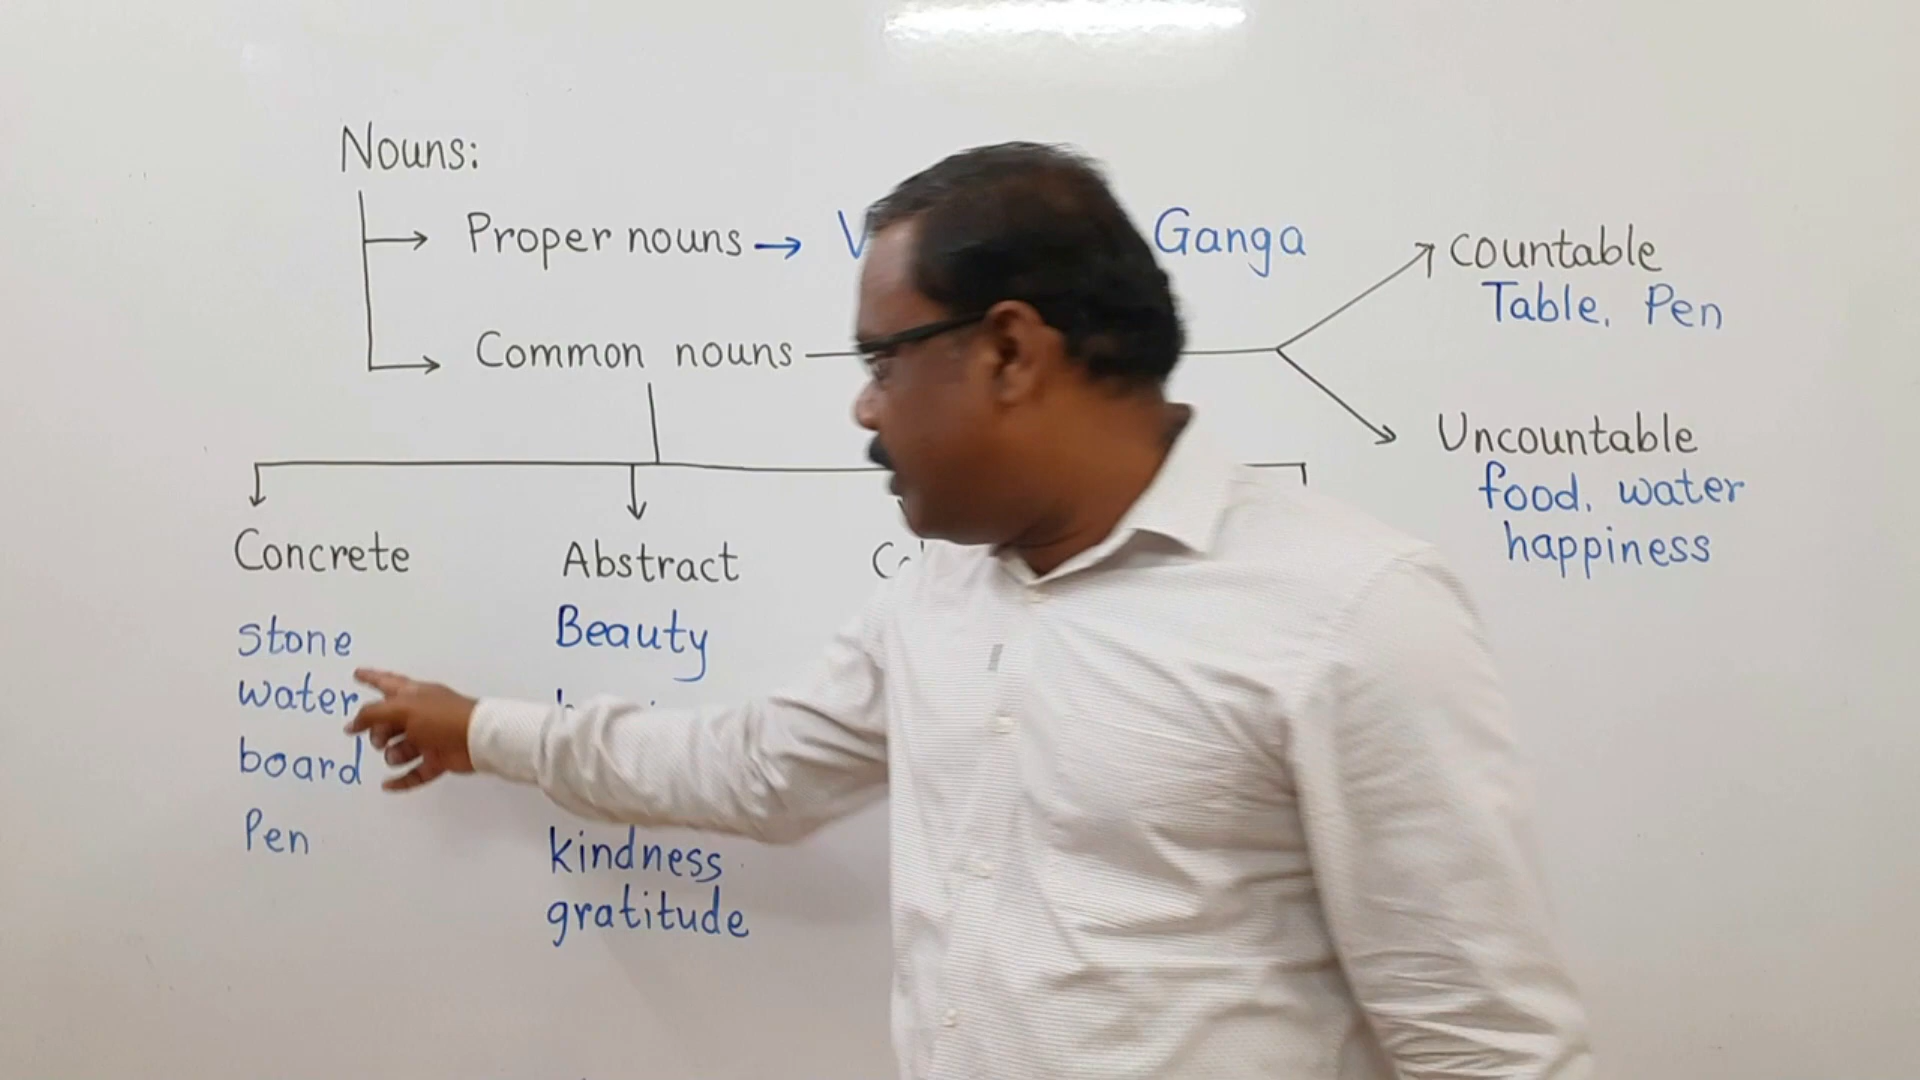 Nouns:
Proper nouns → Ganga
Common nouns
Countable
Table, Pen
Uncountable
food, water
happiness
Concrete
Stone
water
board
Pen
Abstract
Beauty
kindness
gratitude